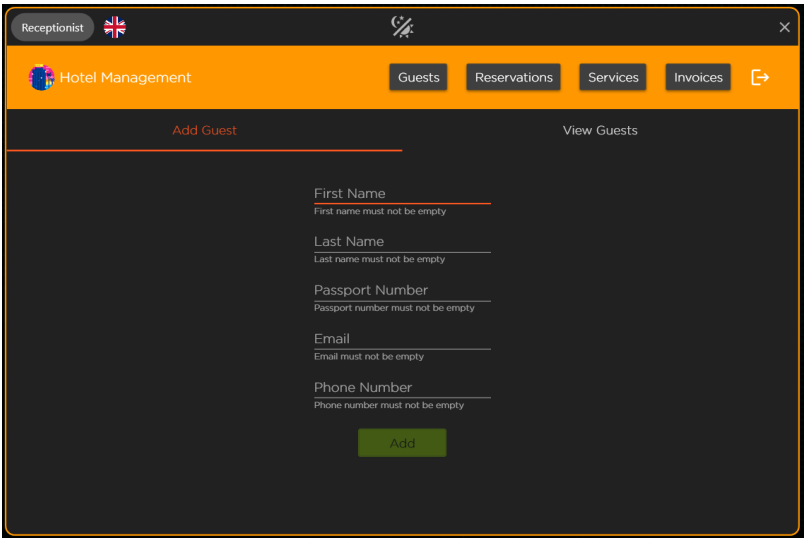 Receptionist
Hotel Management
Guests
Reservations
Services
Invoices
Add Guest
View Guests
First Name
First name must not be empty
Last Name
Last name must not be empty
Passport Number
Passport number must not be empty
Email
Email must not be empty
Phone Number
Phone number must not be empty
Add